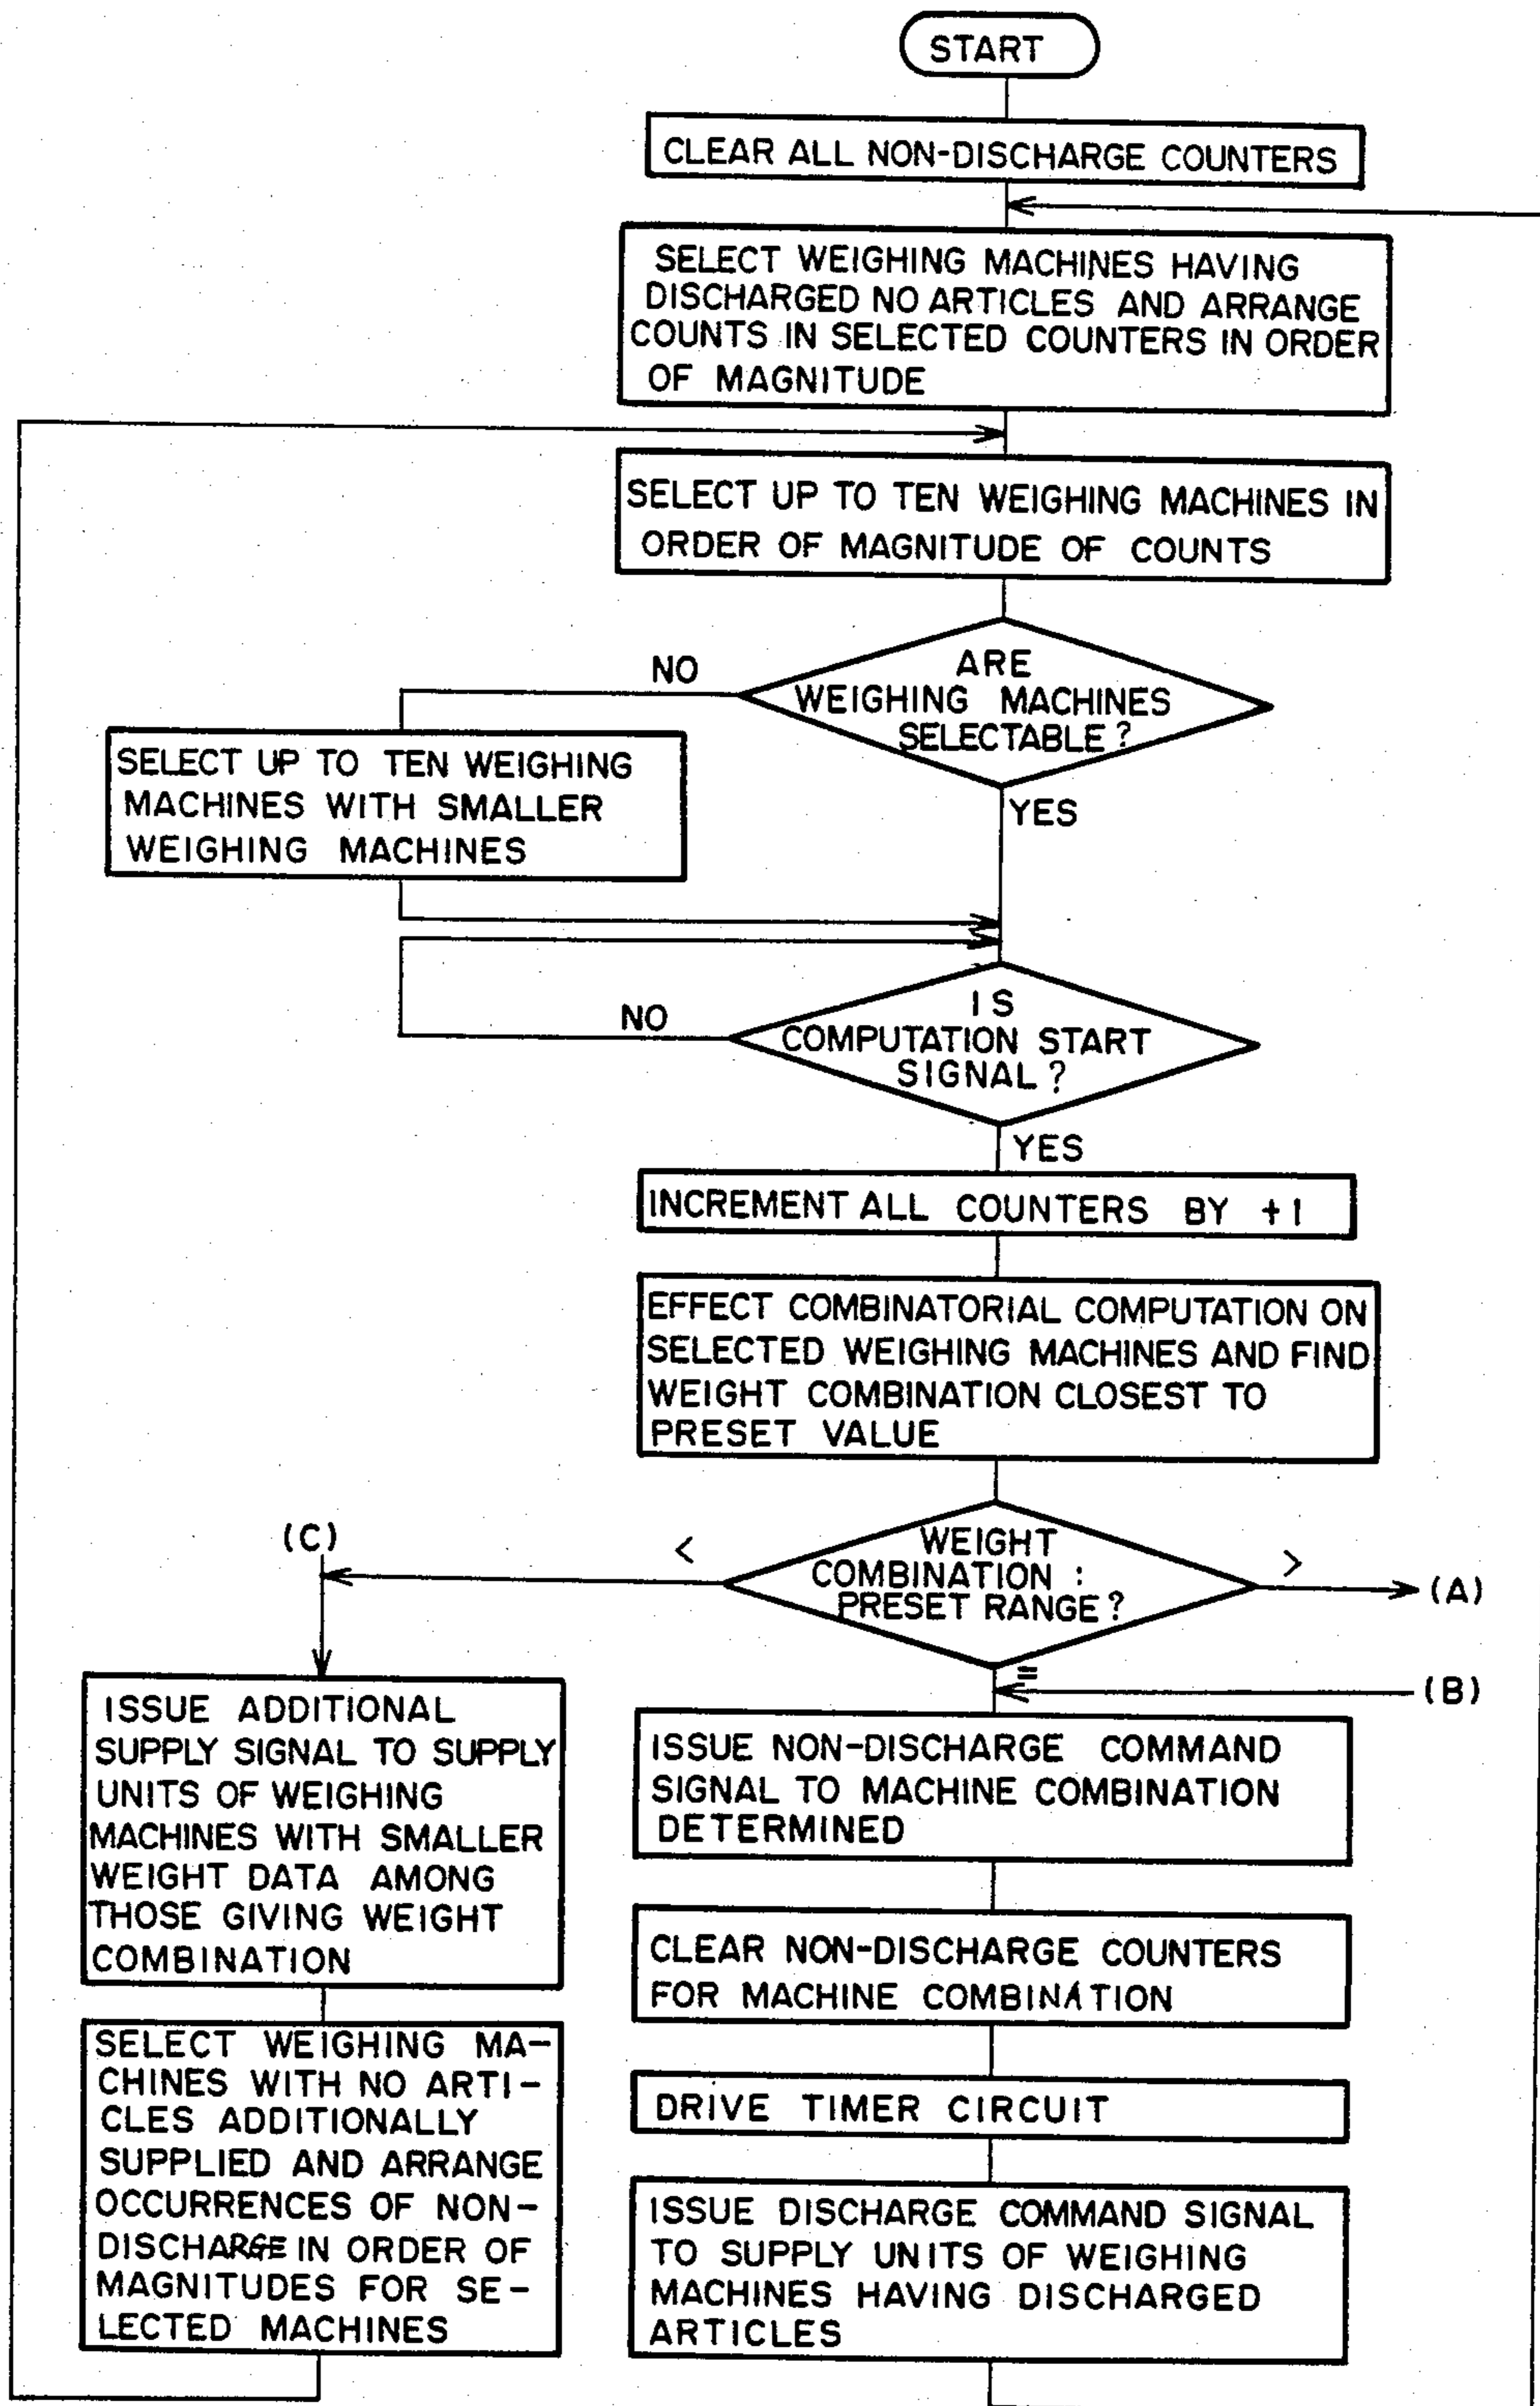 START
CLEAR ALL NON-DISCHARGE COUNTERS
SELECT WEIGHING MACHINES HAVING
DISCHARGED NO ARTICLES AND ARRANGE
COUNTS IN SELECTED COUNTERS IN ORDER
OF MAGNITUDE
SELECT UP TO TEN WEIGHING MACHINES IN
ORDER OF MAGNITUDE OF COUNTS
ARE
WEIGHING MACHINES
SELECTABLE?
NO
YES
SELECT UP TO TEN WEIGHING
MACHINES WITH SMALLER
WEIGHING MACHINES
IS
COMPUTATION START
SIGNAL?
NO
YES
INCREMENT ALL COUNTERS BY +1
EFFECT COMBINATORIAL COMPUTATION ON
SELECTED WEIGHING MACHINES AND FIND
WEIGHT COMBINATION CLOSEST TO
PRESET VALUE
WEIGHT
COMBINATION :
PRESET RANGE?
<
>
=
(C)
(A)
(B)
ISSUE ADDITIONAL
SUPPLY SIGNAL TO SUPPLY
UNITS OF WEIGHING
MACHINES WITH SMALLER
WEIGHT DATA AMONG
THOSE GIVING WEIGHT
COMBINATION
SELECT WEIGHING MA-
CHINES WITH NO ARTI-
CLES ADDITIONALLY
SUPPLIED AND ARRANGE
OCCURRENCES OF NON-
DISCHARGE IN ORDER OF
MAGNITUDES FOR SE-
LECTED MACHINES
ISSUE NON-DISCHARGE COMMAND
SIGNAL TO MACHINE COMBINATION
DETERMINED
CLEAR NON-DISCHARGE COUNTERS
FOR MACHINE COMBINATION
DRIVE TIMER CIRCUIT
ISSUE DISCHARGE COMMAND SIGNAL
TO SUPPLY UNITS OF WEIGHING
MACHINES HAVING DISCHARGED
ARTICLES